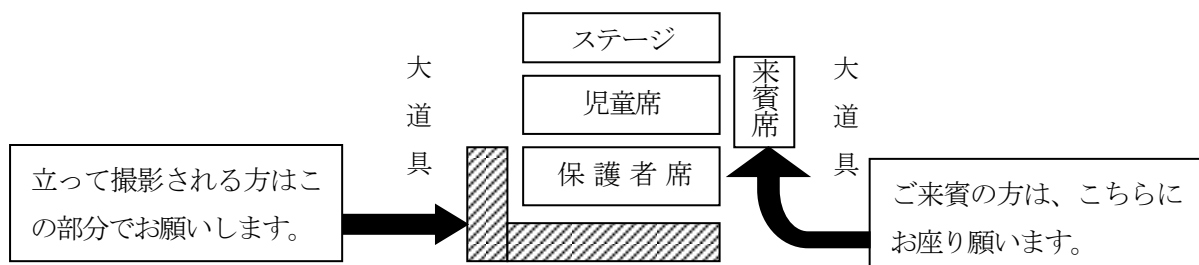 ステージ
児童席
保護者席
来賓席
大道具
大道具
立って撮影される方はこ
の部分でお願いします。
ご来賓の方は、こちらに
お座り願います。